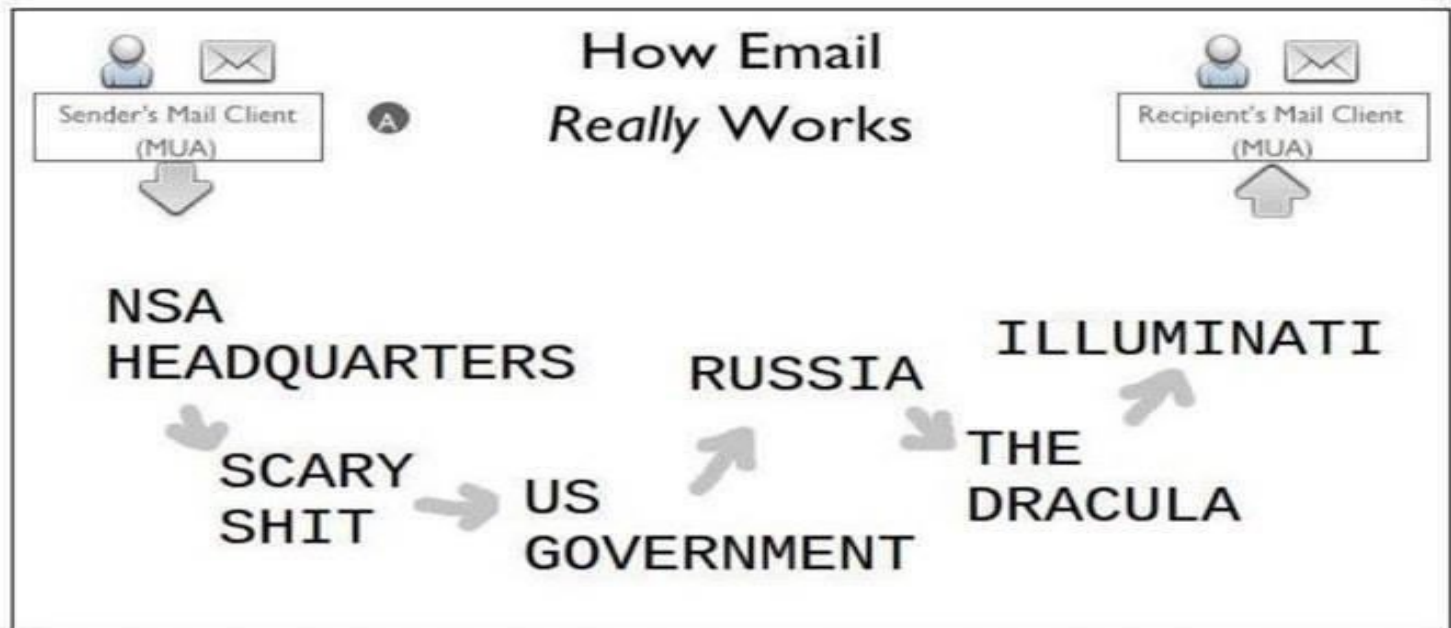 How Email
Really Works
Sender's Mail Client
(MUA)
A
Recipient's Mail Client
(MUA)
NSA
HEADQUARTERS
SCARY
SHIT
US
GOVERNMENT
RUSSIA
THE
DRACULA
ILLUMINATI